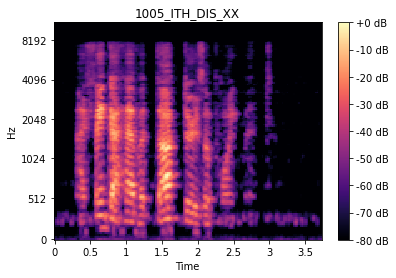 1005_ITH_DIS_XX
+0 dB
8192
-10 dB
4096
-20 dB
-30 dB
2048
Hz
-40 dB
1024
-50 dB
512
-60 dB
-70 dB
0
-80 dB
0 0.5 1 1.5 2 2.5 3 3.5
Time